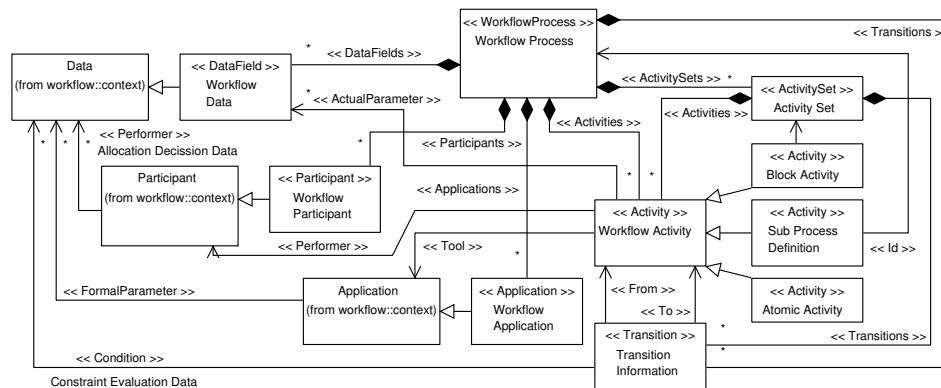 << WorkflowProcess >>
Workflow Process
<< Transitions >>
*
<< DataFields >>
Data
(from workflow::context)
<< DataField >>
Workflow
Data
<< ActivitySets >>
*
<< ActivitySet >>
Activity Set
*
<< ActualParameter >>
<< Activities >>
<< Performer >>
*
*
*
Allocation Decission Data
*
<< Participants >>
<< Activities >>
<< Activity >>
Block Activity
Participant
(from workflow::context)
<< Participant >>
Workflow
Participant
<< Applications >>
*
*
*
<< Activity >>
Workflow Activity
<< Activity >>
Sub Process
Definition
<< Performer >>
<< Tool >>
<< Id >>
*
<< FormalParameter >>
Application
(from workflow::context)
<< Application >>
Workflow
Application
<< From >>
<< Activity >>
Atomic Activity
<< To >>
*
<< Transition >>
Transition
Information
<< Transitions >>
*
<< Condition >>
Constraint Evaluation Data